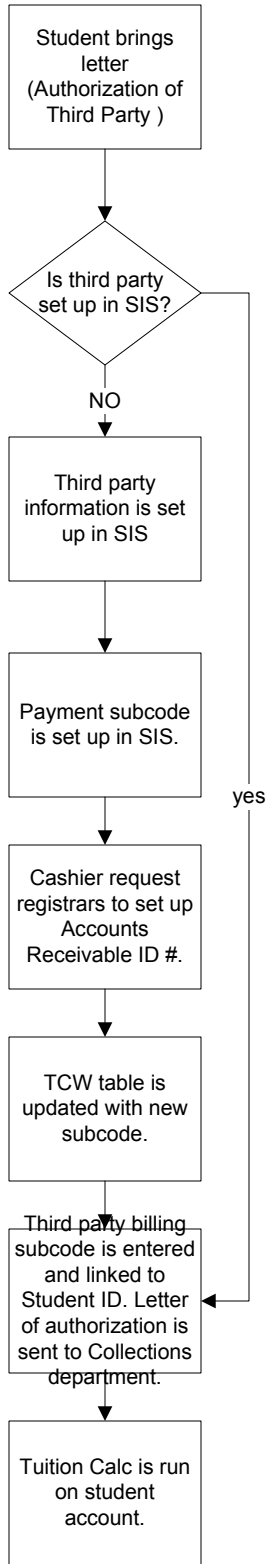 Student brings
letter
(Authorization of
Third Party )
Is third party
set up in SIS?
NO
Third party
information is set
up in SIS
Payment subcode
is set up in SIS.
yes
Cashier request
registrars to set up
Accounts
Receivable ID #.
TCW table is
updated with new
subcode.
Third party billing
subcode is entered
and linked to
Student ID. Letter
of authorization is
sent to Collections
department.
Tuition Calc is run
on student
account.